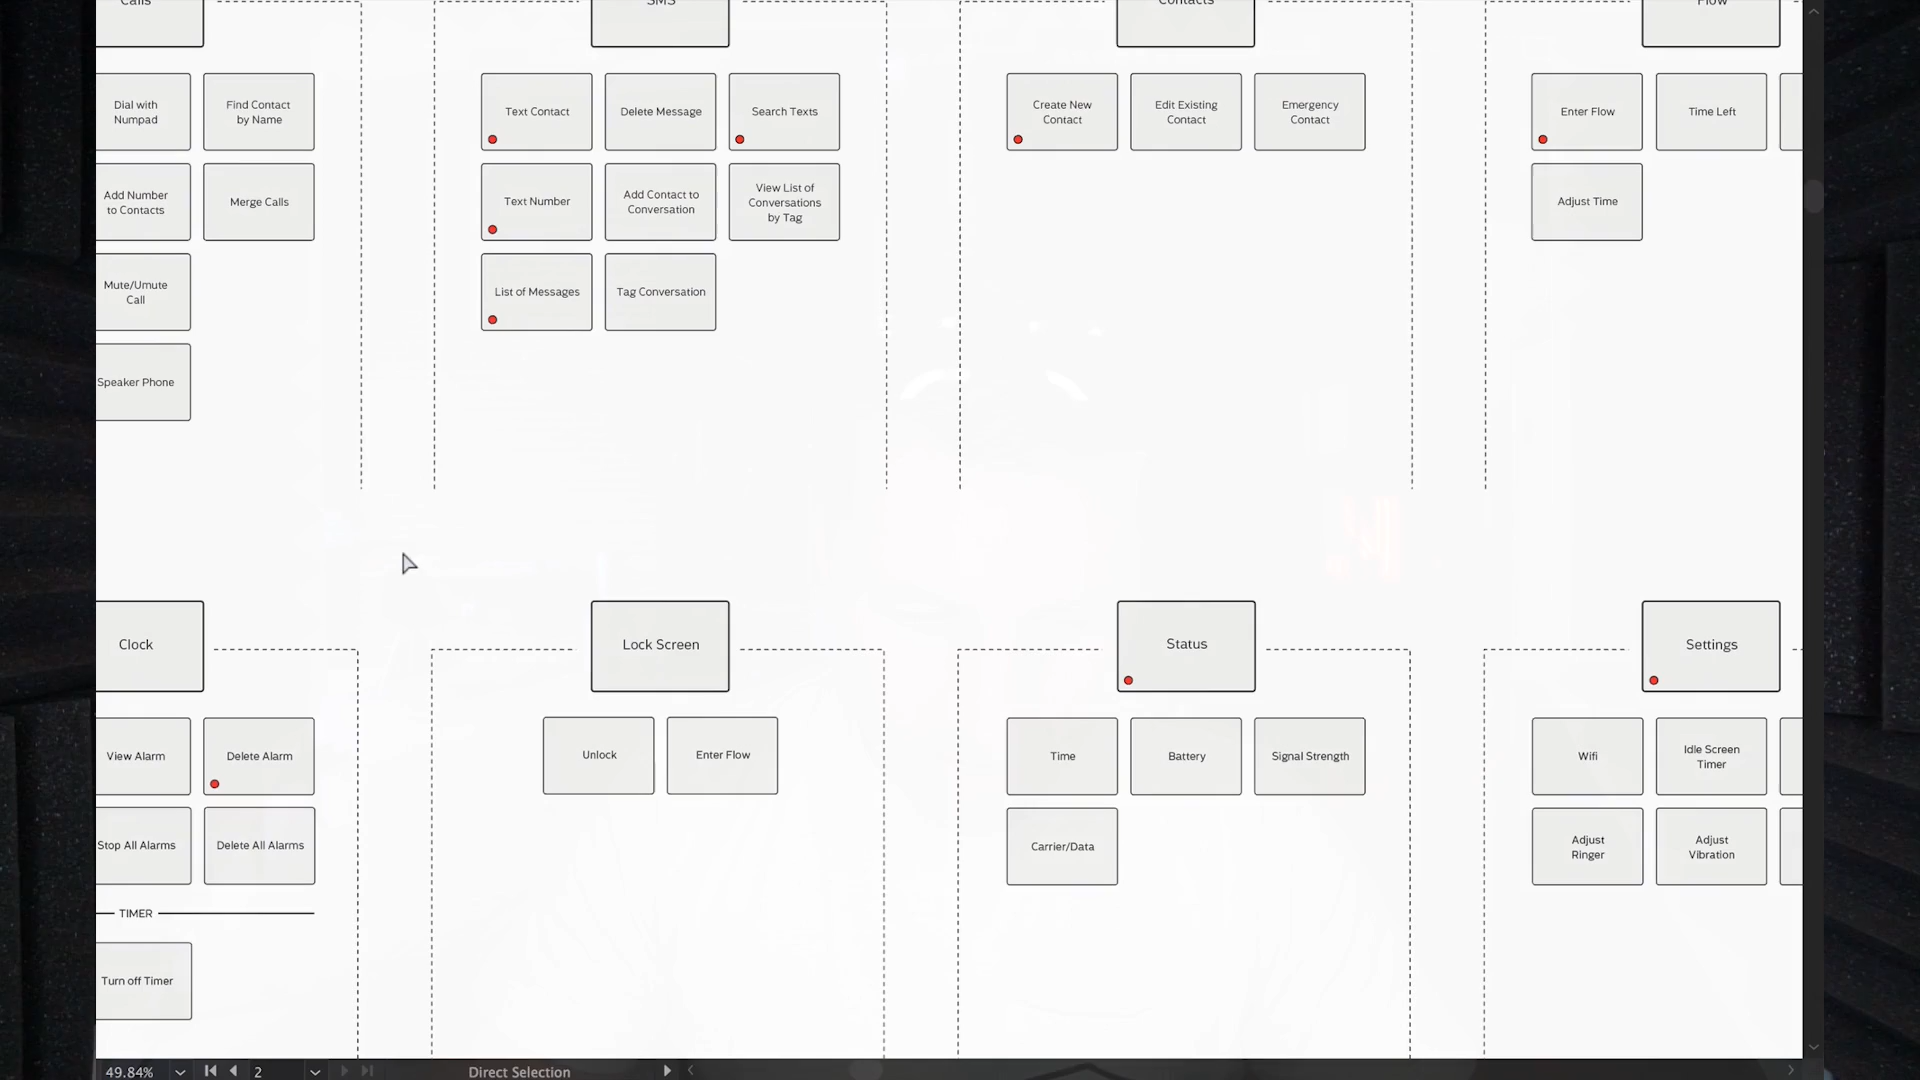 Calls
SMS
Contacts
Flow
Dial with
Numpad
Find Contact
by Name
Text Contact
Delete Message
Search Texts
Create New
Contact
Edit Existing
Contact
Emergency
Contact
Enter Flow
Time Left
Add Number
to Contacts
Merge Calls
Text Number
Add Contact to
Conversation
View List of
Conversations
by Tag
Adjust Time
Mute/Umute
Call
List of Messages
Tag Conversation
Speaker Phone
Clock
Lock Screen
Status
Settings
View Alarm
Delete Alarm
Unlock
Enter Flow
Time
Battery
Signal Strength
Wifi
Idle Screen
Timer
Stop All Alarms
Delete All Alarms
Carrier/Data
Adjust
Ringer
Adjust
Vibration
TIMER
Turn off Timer
49.84%
2
Direct Selection